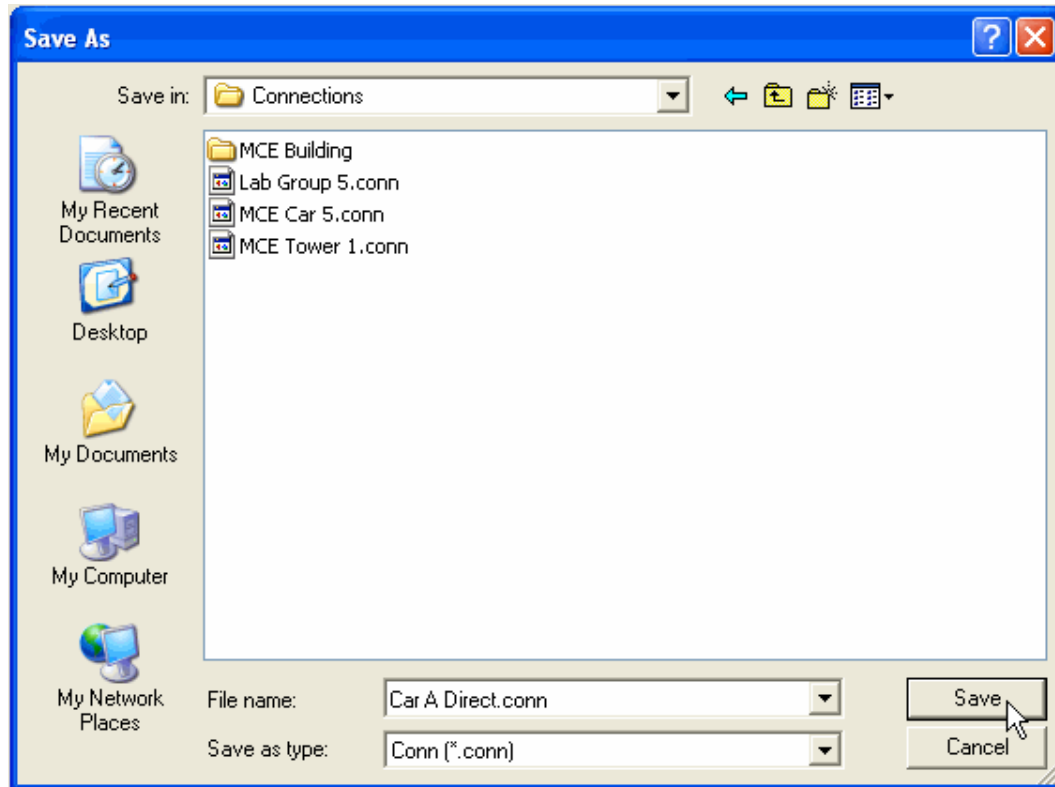 Save As
Save in:
Connections
MCE Building
Lab Group 5.conn
MCE Car 5.conn
MCE Tower 1.conn
My Recent
Documents
Desktop
My Documents
My Computer
My Network
Places
File name:
Car A Direct.conn
Save
Save as type:
Conn (*.conn)
Cancel